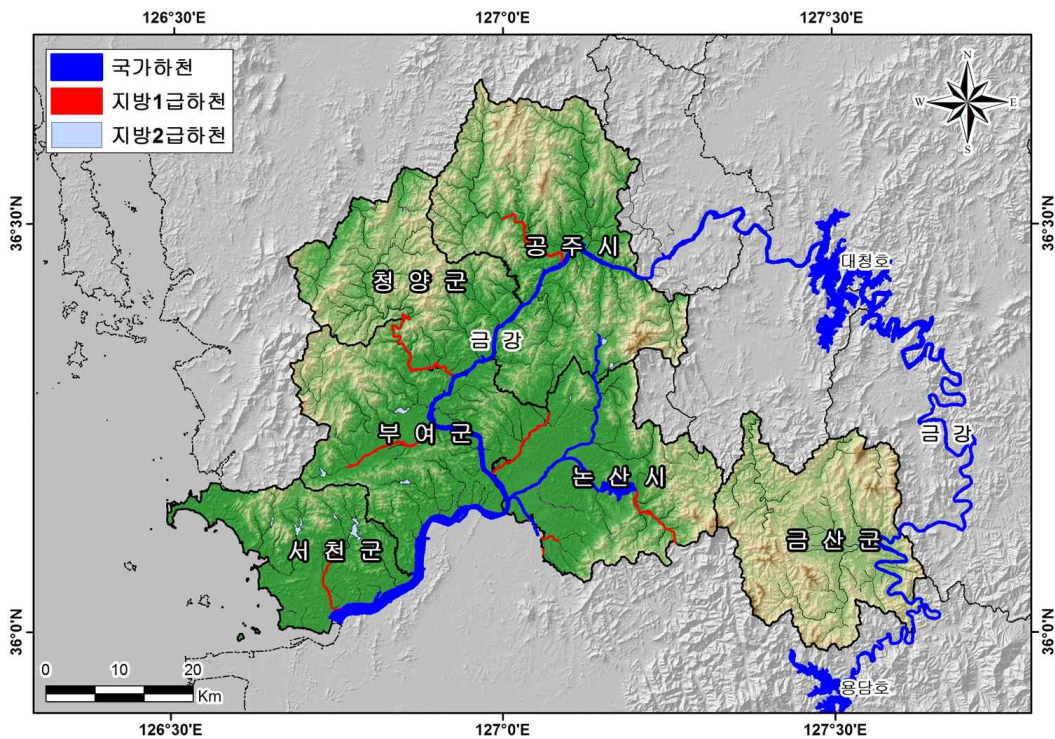 126°30'E 127°0'E 127°30'E
국가하천
지방1급하천
지방2급하천
N
W E
S
36°30'N 36°30'N
공 주 시
대청호
청 양 군
금 강
부 여 군
금 강
논 산 시
서 천 군
금 산 군
36°0'N 36°0'N
0 10 20
Km
용담호
126°30'E 127°0'E 127°30'E